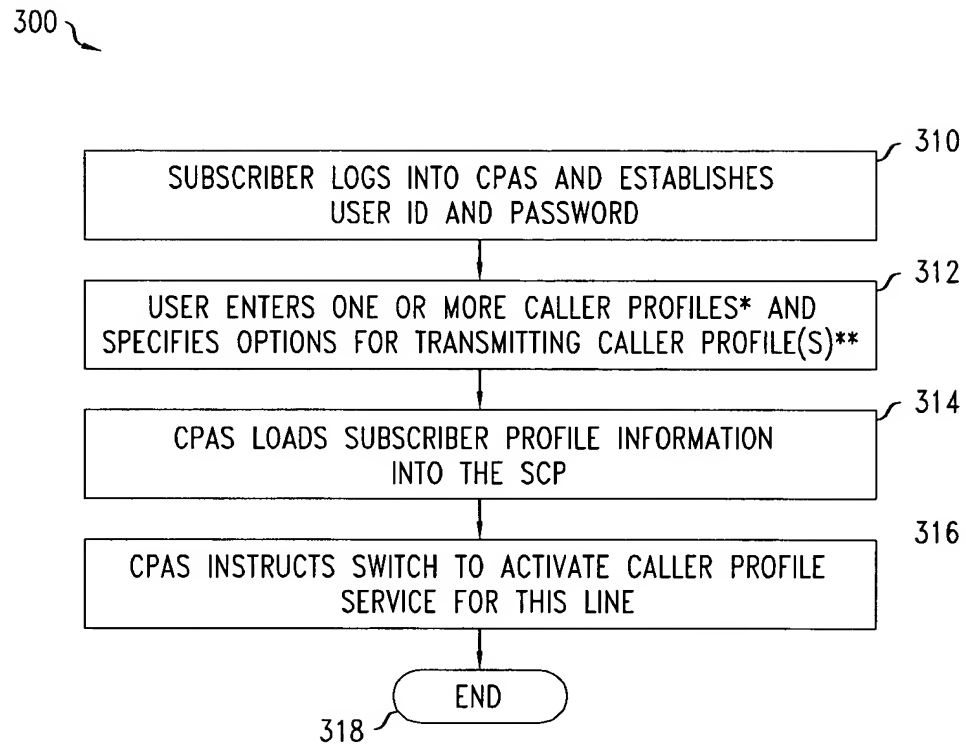 300
310
SUBSCRIBER LOGS INTO CPAS AND ESTABLISHES
USER ID AND PASSWORD
312
USER ENTERS ONE OR MORE CALLER PROFILES* AND
SPECIFIES OPTIONS FOR TRANSMITTING CALLER PROFILE(S)**
314
CPAS LOADS SUBSCRIBER PROFILE INFORMATION
INTO THE SCP
316
CPAS INSTRUCTS SWITCH TO ACTIVATE CALLER PROFILE
SERVICE FOR THIS LINE
END
318